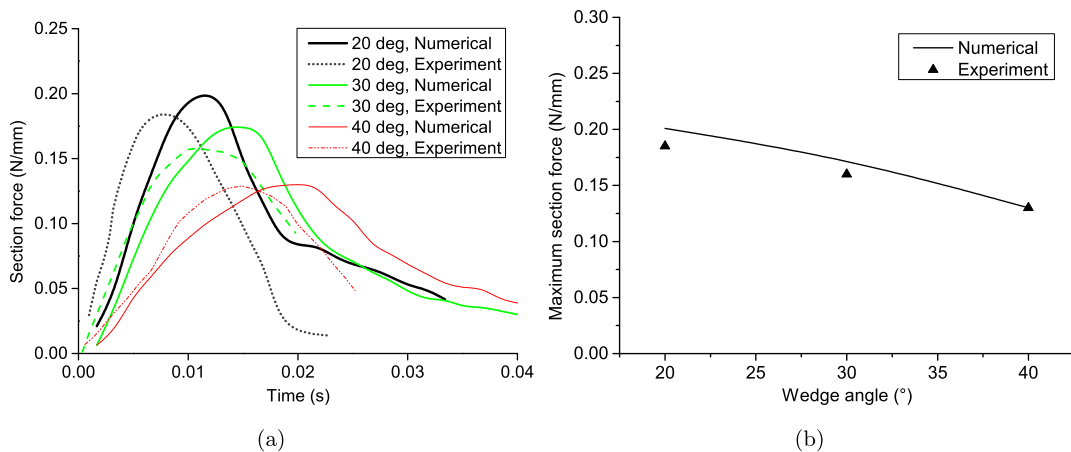 0.25
0.20
0.15
0.10
0.05
0.00
Section force (N/mm)
20 deg, Numerical
20 deg, Experiment
30 deg, Numerical
30 deg, Experiment
40 deg, Numerical
40 deg, Experiment
0.00 0.01 0.02 0.03 0.04
Time (s)
(a)
0.30
0.25
0.20
0.15
0.10
0.05
0.00
Maximum section force (N/mm)
Numerical
Experiment
20 25 30 35 40
Wedge angle (°)
(b)